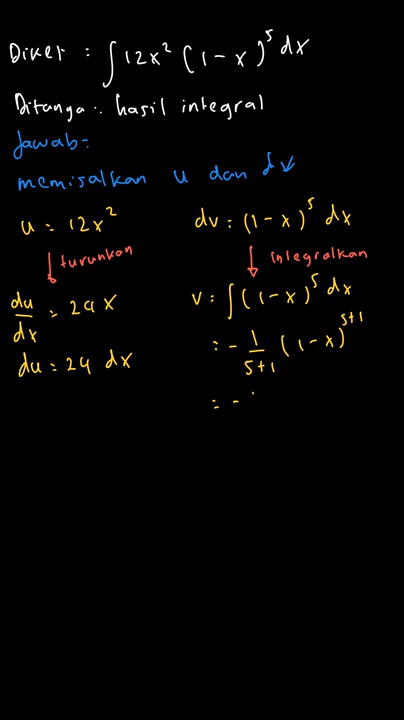 Diket : ∫ 12x² (1-x)⁵ dx
Ditanya : hasil integral
Jawab =
memisalkan u dan dv
u = 12x² dv = (1-x)⁵ dx
turunkan integralkan
du/dx = 24x v = ∫ (1-x)⁵ dx
= - 1/5+1 (1-x)⁵⁺¹
du = 24 dx
= -